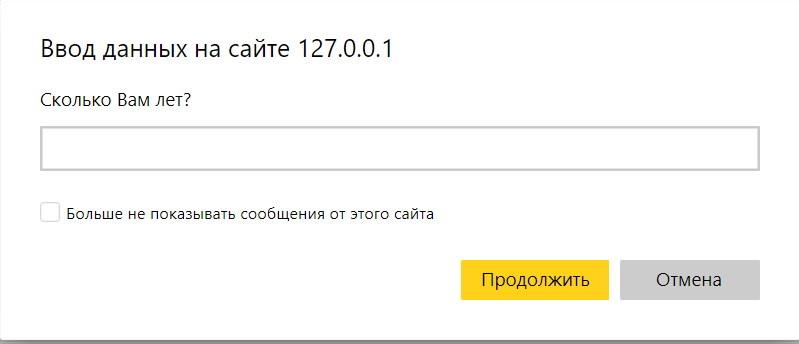 Ввод данных на сайте 127.0.0.1
Сколько Вам лет?
Больше не показывать сообщения от этого сайта
Продолжить
Отмена